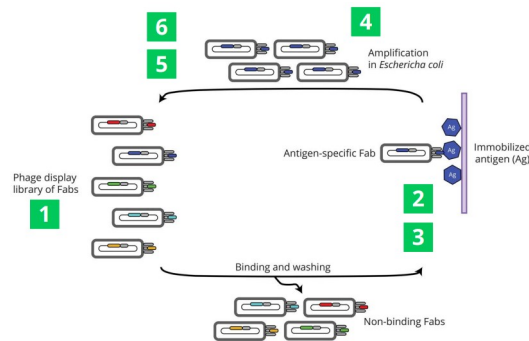 6
4
5
Amplification
in Eschericha coli
Ag
Ag
Ag
Immobilized
antigen (Ag)
Antigen-specific Fab
Phage display
library of Fabs
1
2
3
Binding and washing
Non-binding Fabs